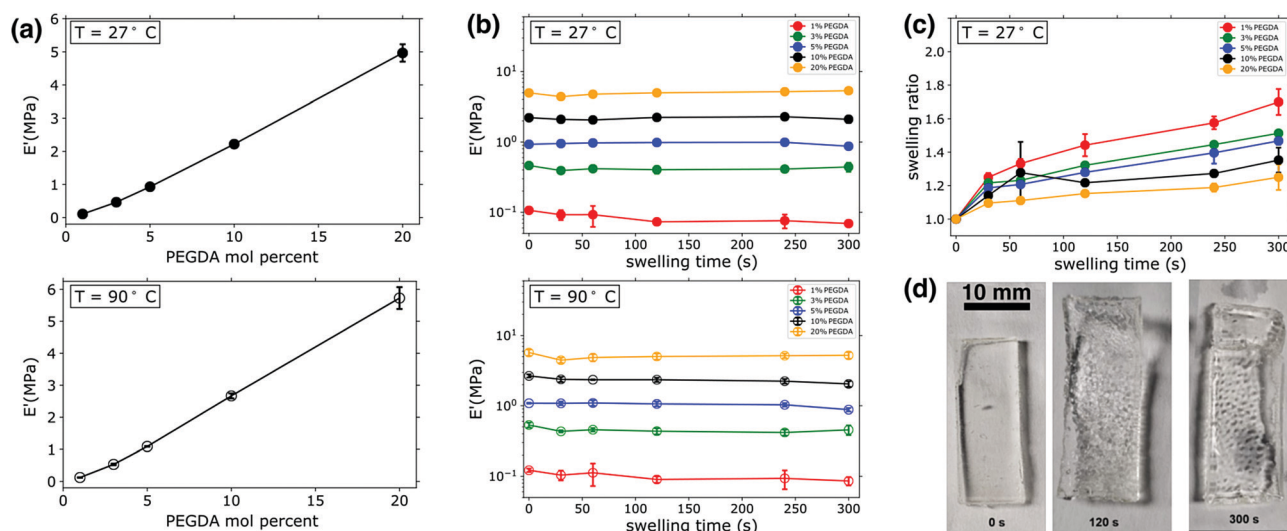 (a)
T = 27° C
E'(MPa)
6
5
4
3
2
1
0
0
5
10
15
20
PEGDA mol percent
T = 90° C
E'(MPa)
6
5
4
3
2
1
0
0
5
10
15
20
PEGDA mol percent
(b)
T = 27° C
1% PEGDA
3% PEGDA
5% PEGDA
10% PEGDA
20% PEGDA
E'(MPa)
10¹
10⁰
10⁻¹
0
50
100
150
200
250
300
swelling time (s)
T = 90° C
1% PEGDA
3% PEGDA
5% PEGDA
10% PEGDA
20% PEGDA
E'(MPa)
10¹
10⁰
10⁻¹
0
50
100
150
200
250
300
swelling time (s)
(c)
T = 27° C
1% PEGDA
3% PEGDA
5% PEGDA
10% PEGDA
20% PEGDA
swelling ratio
2.0
1.8
1.6
1.4
1.2
1.0
0
50
100
150
200
250
300
swelling time (s)
(d)
10 mm
0 s
120 s
300 s